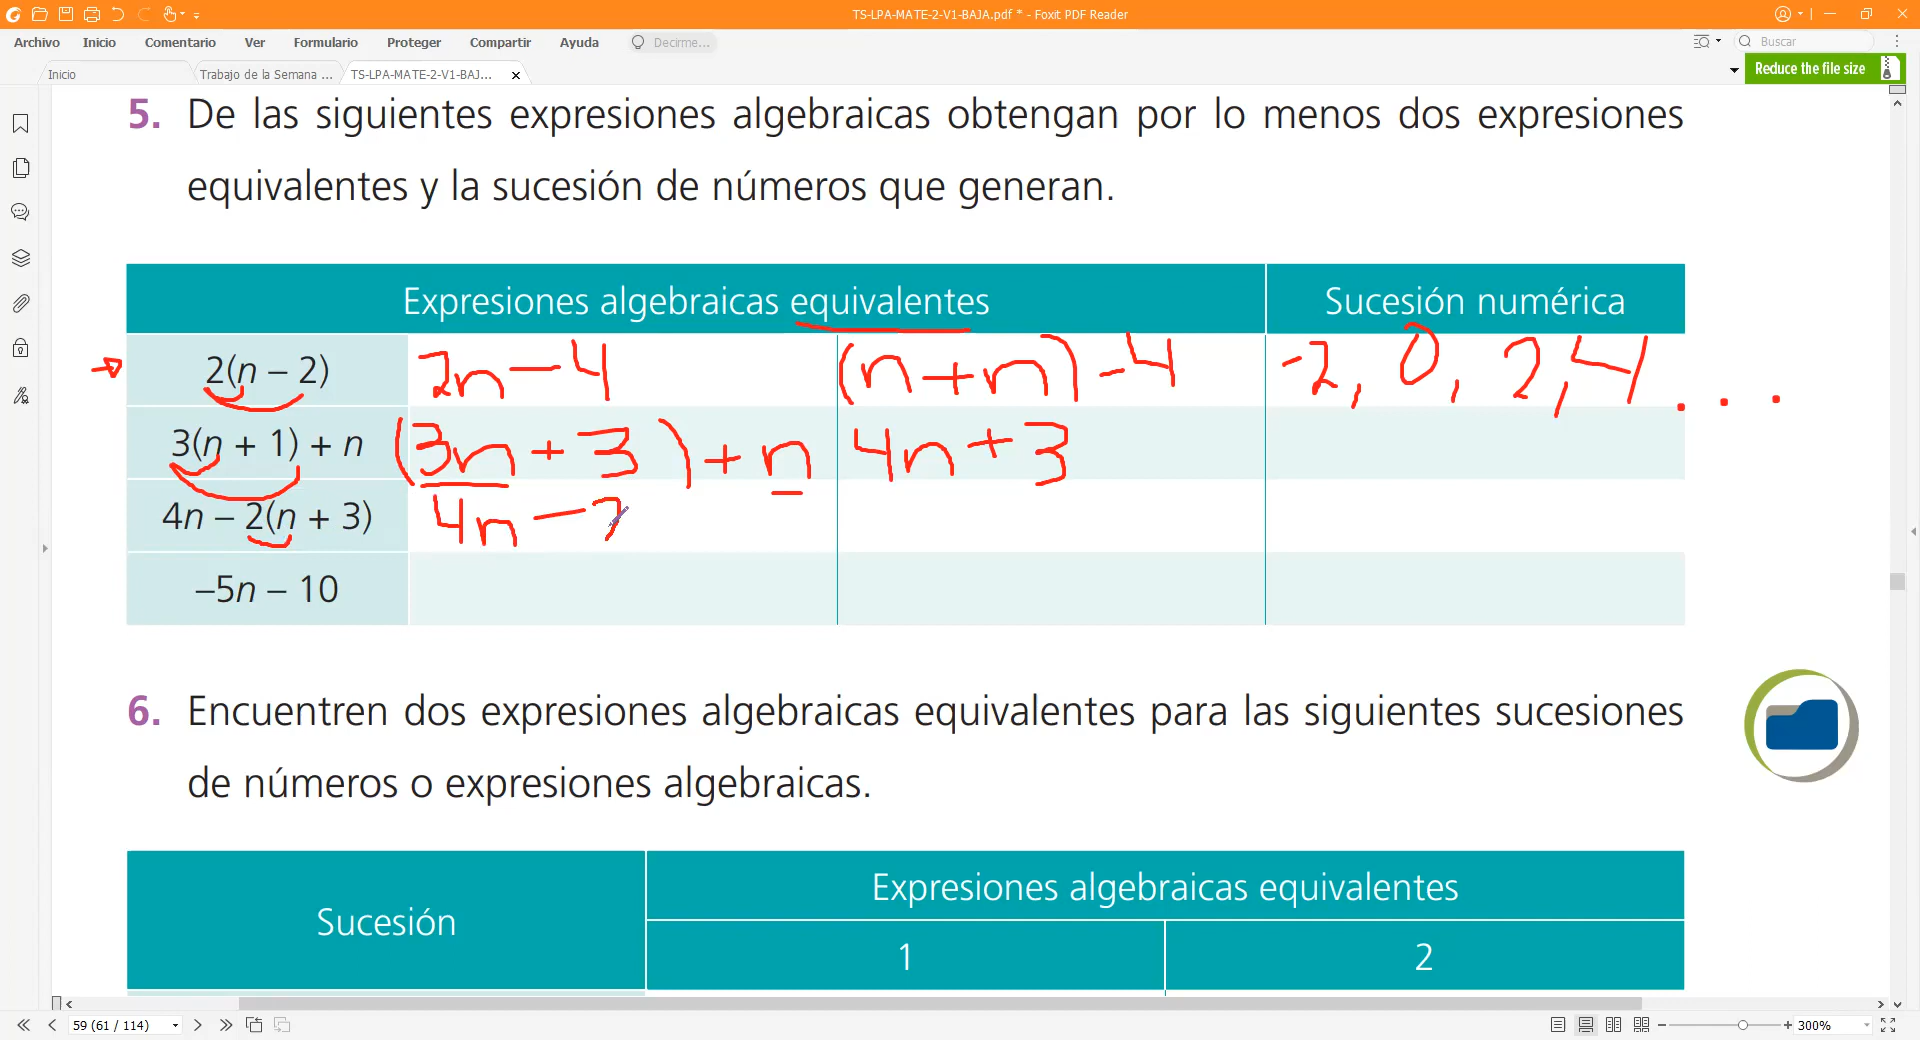 TS-LPA-MATE-2-V1-BAJA.pdf * - Foxit PDF Reader
Archivo Inicio Comentario Ver Formulario Proteger Compartir Ayuda Decirme... Buscar
Inicio Trabajo de la Semana ... TS-LPA-MATE-2-V1-BAJ... Reduce the file size
5. De las siguientes expresiones algebraicas obtengan por lo menos dos expresiones
equivalentes y la sucesión de números que generan.
Expresiones algebraicas equivalentes Sucesión numérica
2(n – 2) 2n - 4 (n + n) - 4 -2, 0, 2, 4 . . .
3(n + 1) + n (3n + 3) + n 4n + 3
4n – 2(n + 3) 4n -
–5n – 10
6. Encuentren dos expresiones algebraicas equivalentes para las siguientes sucesiones
de números o expresiones algebraicas.
Sucesión Expresiones algebraicas equivalentes
1 2
59 (61 / 114) 300%